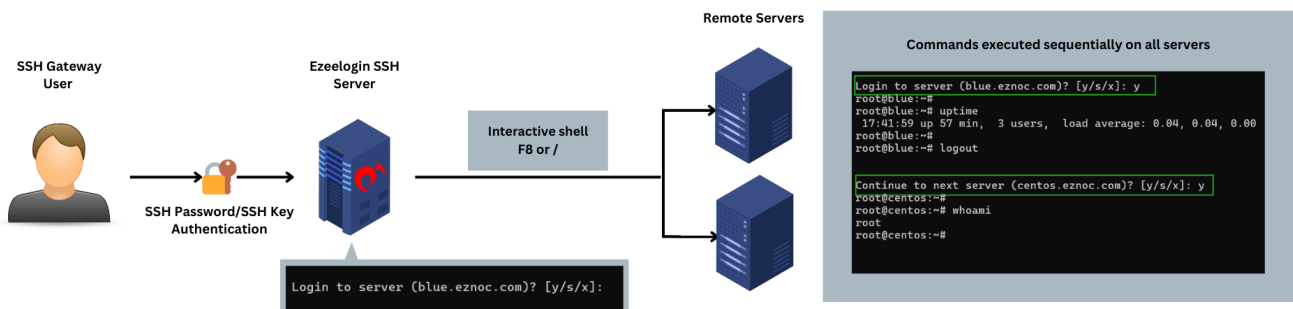 SSH Gateway
User
SSH Password/SSH Key
Authentication
Ezeelogin SSH
Server
Login to server (blue.eznoc.com)? [y/s/x]:
Interactive shell
F8 or /
Remote Servers
Commands executed sequentially on all servers
Login to server (blue.eznoc.com)? [y/s/x]: y
root@blue:~#
root@blue:~# uptime
17:41:59 up 57 min,  3 users,  load average: 0.04, 0.04, 0.00
root@blue:~#
root@blue:~# logout
Continue to next server (centos.eznoc.com)? [y/s/x]: y
root@centos:~#
root@centos:~# whoami
root
root@centos:~#